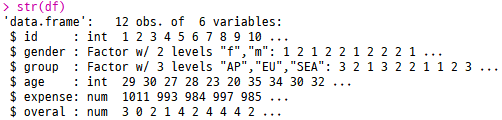 > str(df)
'data.frame':   12 obs. of  6 variables:
 $ id     : int  1 2 3 4 5 6 7 8 9 10 ...
 $ gender : Factor w/ 2 levels "f","m": 1 2 1 2 2 1 2 2 2 1 ...
 $ group  : Factor w/ 3 levels "AP","EU","SEA": 3 2 1 3 2 2 1 1 2 3 ...
 $ age    : int  29 30 27 28 23 20 35 34 30 32 ...
 $ expense: num  1011 993 984 997 985 ...
 $ overal : num  3 0 2 1 4 2 4 4 4 2 ...